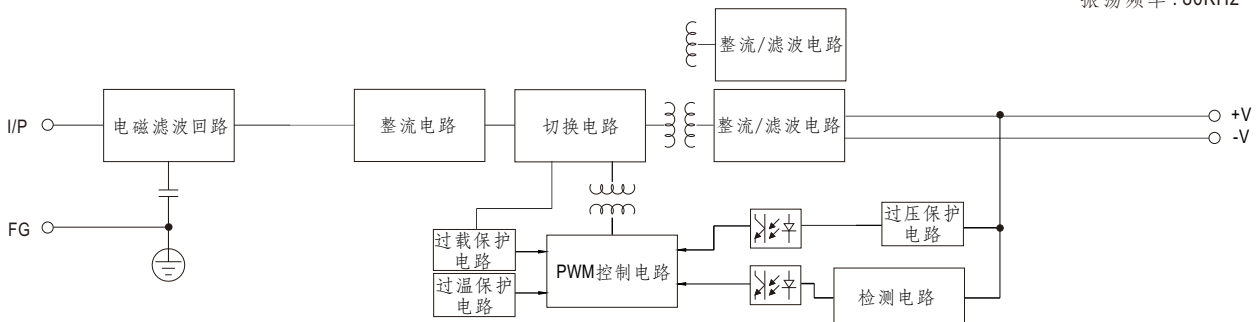 振荡频率:80KHz
整流/滤波电路
I/P
电磁滤波回路
整流电路
切换电路
整流/滤波电路
+V
-V
FG
过载保护
电路
过温保护
电路
PWM控制电路
过压保护
电路
检测电路